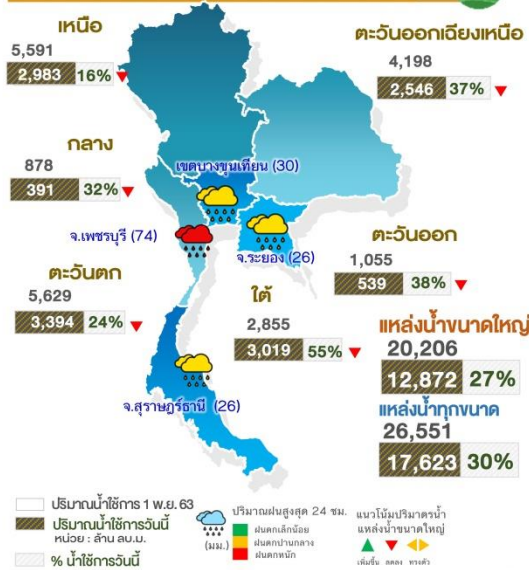 เหนือ
5,591
2,983 16%
ตะวันออกเฉียงเหนือ
4,198
2,546 37%
กลาง
878
391 32%
เขตบางขุนเทียน (30)
จ.เพชรบุรี (74)
จ.ระยอง (26)
ตะวันออก
1,055
539 38%
ตะวันตก
5,629
3,394 24%
ใต้
2,855
3,019 55%
จ.สุราษฎร์ธานี (26)
แหล่งน้ำขนาดใหญ่
20,206
12,872 27%
แหล่งน้ำทุกขนาด
26,551
17,623 30%
ปริมาณน้ำใช้การ 1 พ.ย. 63
ปริมาณน้ำใช้การวันนี้
หน่วย : ล้าน ลบ.ม.
% น้ำใช้การวันนี้
ปริมาณฝนสูงสุด 24 ชม.
(มม.)
ฝนตกเล็กน้อย
ฝนตกปานกลาง
ฝนตกหนัก
แนวโน้มปริมาตรน้ำ
แหล่งน้ำขนาดใหญ่
เพิ่มขึ้น ลดลง ทรงตัว